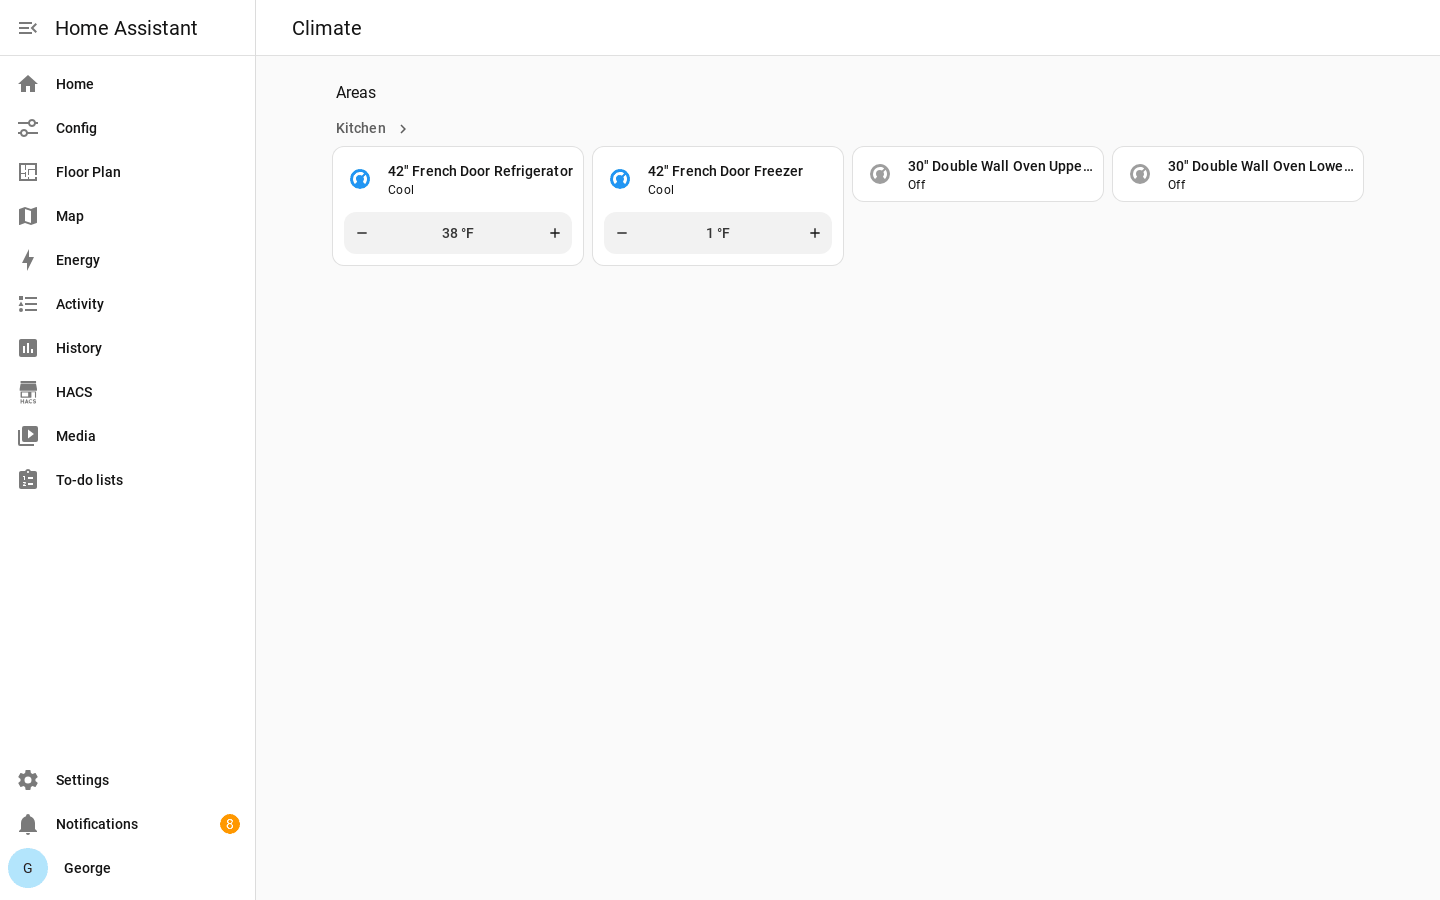 Home Assistant
Climate
Home
Config
Floor Plan
Map
Energy
Activity
History
HACS
HACS
Media
To-do lists
Settings
Notifications
8
G
George
Areas
Kitchen
42" French Door Refrigerator
Cool
− 38 °F +
42" French Door Freezer
Cool
− 1 °F +
30" Double Wall Oven Uppe...
Off
30" Double Wall Oven Lowe...
Off